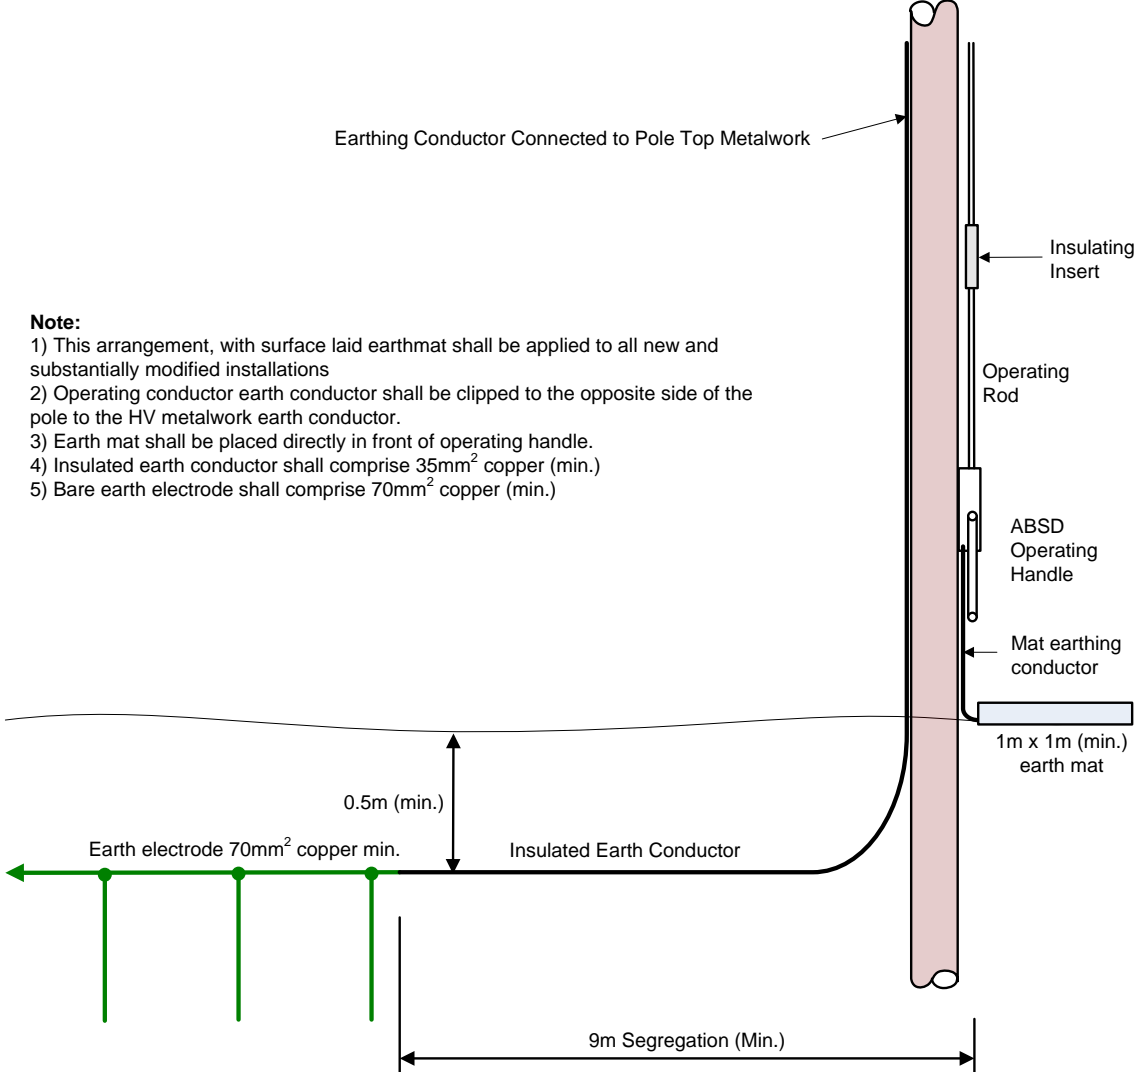 Earthing Conductor Connected to Pole Top Metalwork
Insulating
Insert
Note:
1) This arrangement, with surface laid earthmat shall be applied to all new and
substantially modified installations
2) Operating conductor earth conductor shall be clipped to the opposite side of the
pole to the HV metalwork earth conductor.
3) Earth mat shall be placed directly in front of operating handle.
4) Insulated earth conductor shall comprise 35mm² copper (min.)
5) Bare earth electrode shall comprise 70mm² copper (min.)
Operating
Rod
ABSD
Operating
Handle
Mat earthing
conductor
1m x 1m (min.)
earth mat
0.5m (min.)
Earth electrode 70mm² copper min.
Insulated Earth Conductor
9m Segregation (Min.)